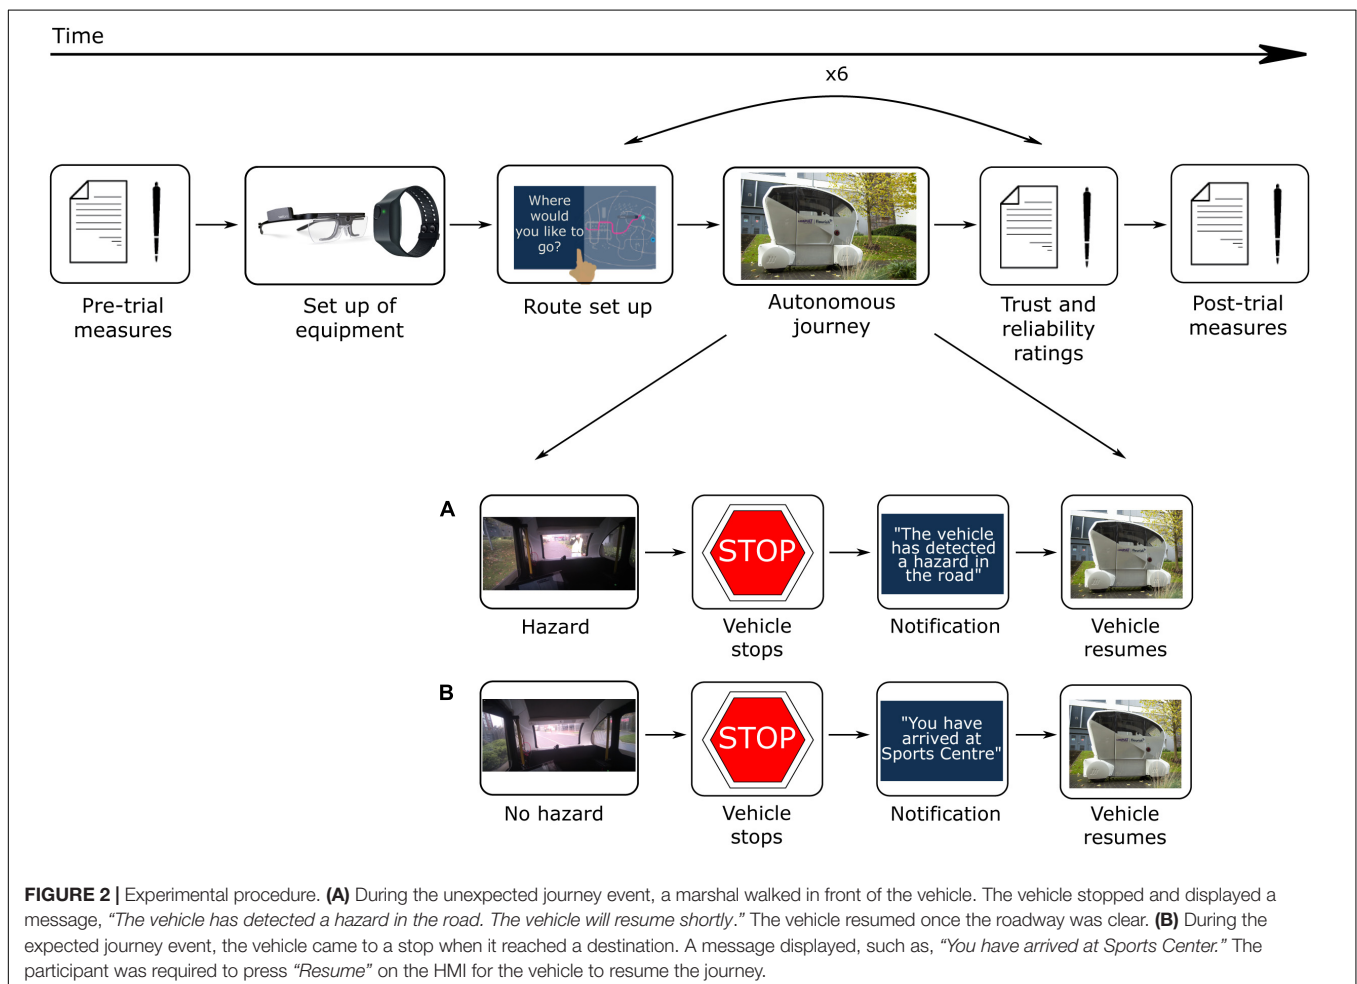 Time
x6
Where
would
you like to
go?
Pre-trial
measures
Set up of
equipment
Route set up
Autonomous
journey
Trust and
reliability
ratings
Post-trial
measures
A
STOP
"The vehicle
has detected
a hazard in
the road"
Hazard
Vehicle
stops
Notification
Vehicle
resumes
B
STOP
"You have
arrived at
Sports Centre"
No hazard
Vehicle
stops
Notification
Vehicle
resumes
FIGURE 2 | Experimental procedure. (A) During the unexpected journey event, a marshal walked in front of the vehicle. The vehicle stopped and displayed a
message, “The vehicle has detected a hazard in the road. The vehicle will resume shortly.” The vehicle resumed once the roadway was clear. (B) During the
expected journey event, the vehicle came to a stop when it reached a destination. A message displayed, such as, “You have arrived at Sports Center.” The
participant was required to press “Resume” on the HMI for the vehicle to resume the journey.